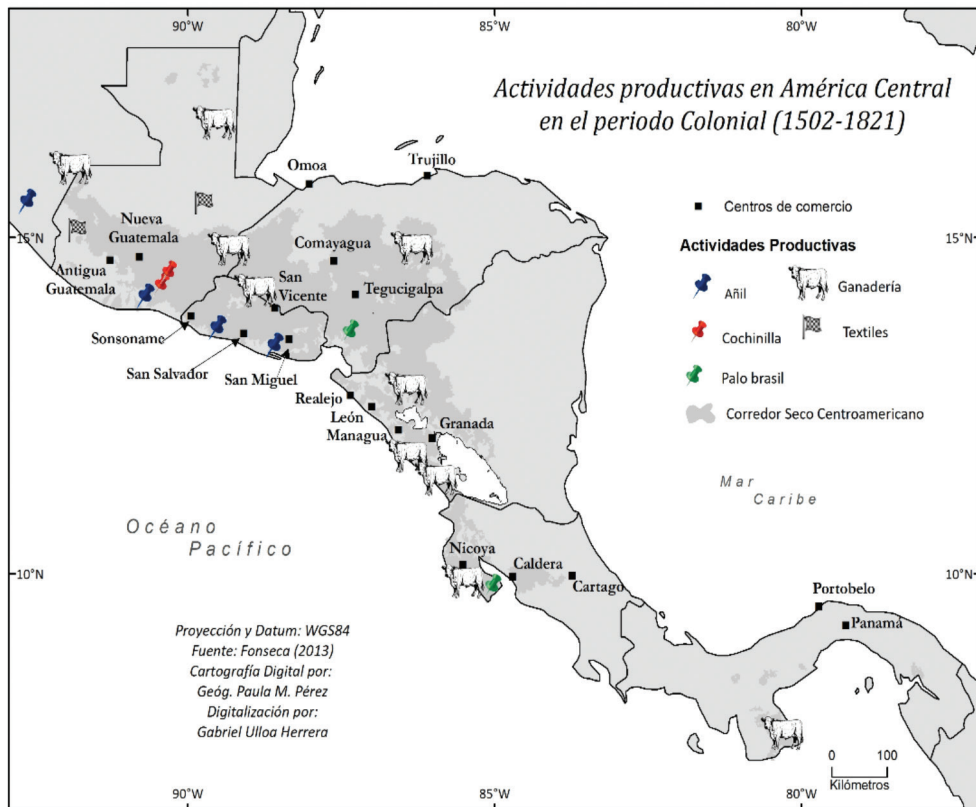 90°W
85°W
80°W
Actividades productivas en América Central
en el periodo Colonial (1502-1821)
Trujillo
Omoa
Centros de comercio
15°N
15°N
Nueva
Guatemala
Comayagua
Actividades Productivas
Antigua
Guatemala
San
Vicente
Tegucigalpa
Añil
Ganadería
Sonsoname
Cochinilla
Textiles
San Salvador
San Miguel
Palo brasil
Realejo
León
Managua
Granada
Corredor Seco Centroamericano
Mar
Caribe
Océano
Pacífico
Nicoya
Caldera
Cartago
10°N
10°N
Portobelo
Panamá
Proyección y Datum: WGS84
Fuente: Fonseca (2013)
Cartografía Digital por:
Geóg. Paula M. Pérez
Digitalización por:
Gabriel Ulloa Herrera
0 100
Kilómetros
90°W
85°W
80°W